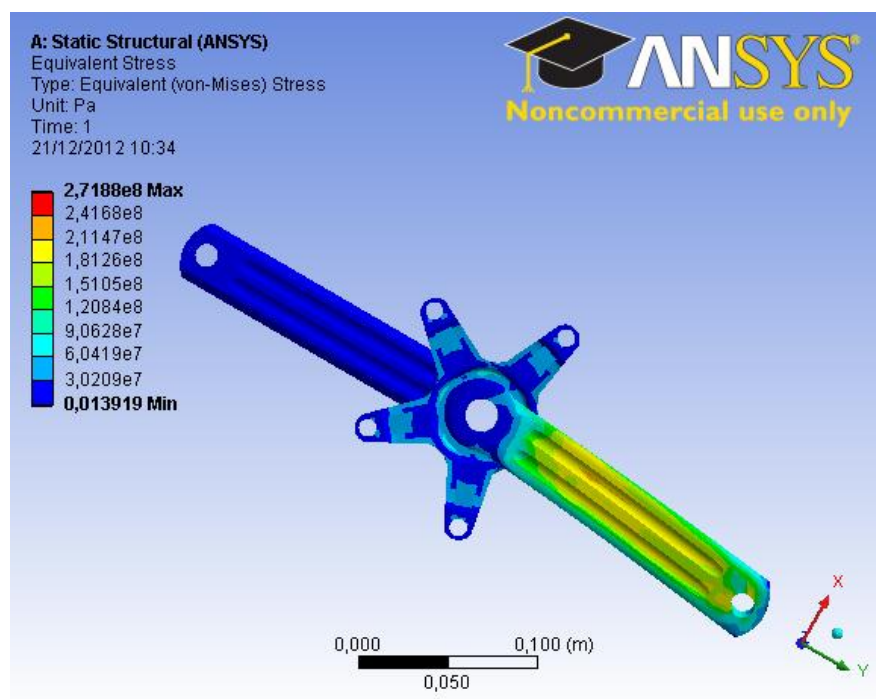 A: Static Structural (ANSYS)
Equivalent Stress
Type: Equivalent (von-Mises) Stress
Unit: Pa
Time: 1
21/12/2012 10:34
ANSYS®
Noncommercial use only
2,7188e8 Max
2,4168e8
2,1147e8
1,8126e8
1,5105e8
1,2084e8
9,0628e7
6,0419e7
3,0209e7
0,013919 Min
0,000
0,100 (m)
0,050
X
Y